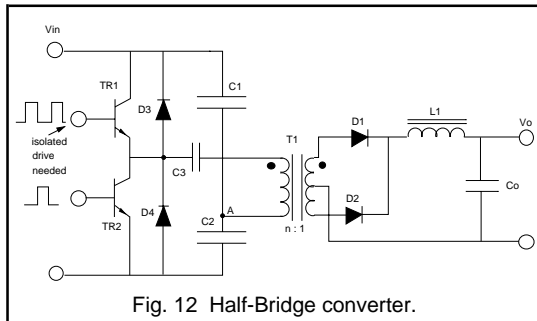 Vin
TR1
isolated
drive
needed
TR2
D3
D4
C3
C1
C2
A
T1
n : 1
D1
D2
L1
Co
Vo
Fig. 12 Half-Bridge converter.